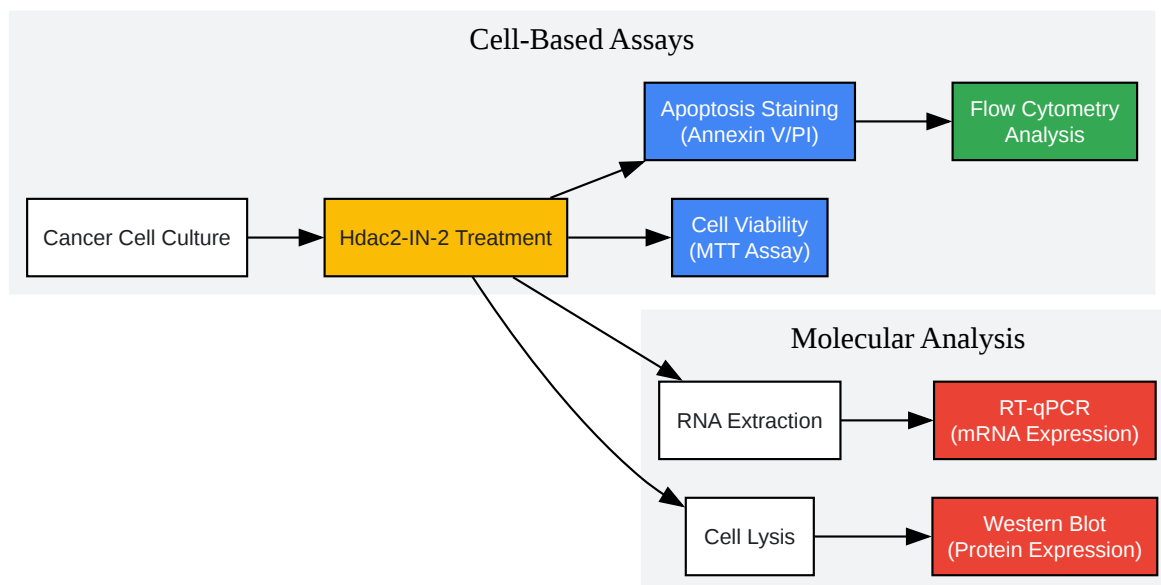 Cell-Based Assays
Apoptosis Staining
(Annexin V/PI)
Flow Cytometry
Analysis
Cancer Cell Culture
Hdac2-IN-2 Treatment
Cell Viability
(MTT Assay)
Molecular Analysis
RNA Extraction
RT-qPCR
(mRNA Expression)
Cell Lysis
Western Blot
(Protein Expression)